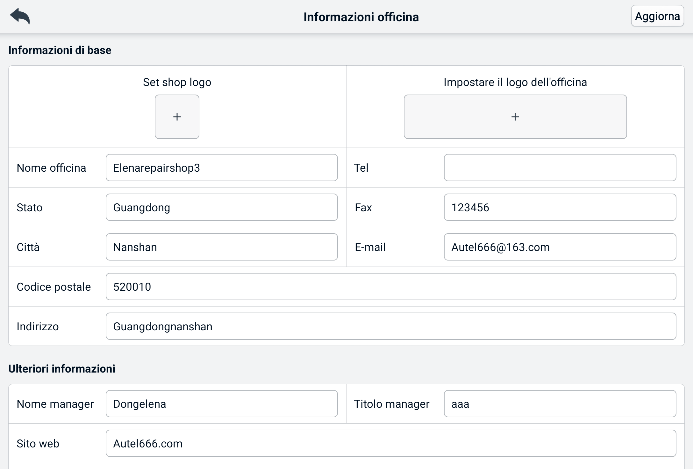 Informazioni officina
Aggiorna
Informazioni di base
Set shop logo
Impostare il logo dell'officina
+
+
Nome officina
Elenarepairshop3
Tel
Stato
Guangdong
Fax
123456
Città
Nanshan
E-mail
Autel666@163.com
Codice postale
520010
Indirizzo
Guangdongnanshan
Ulteriori informazioni
Nome manager
Dongelena
Titolo manager
aaa
Sito web
Autel666.com